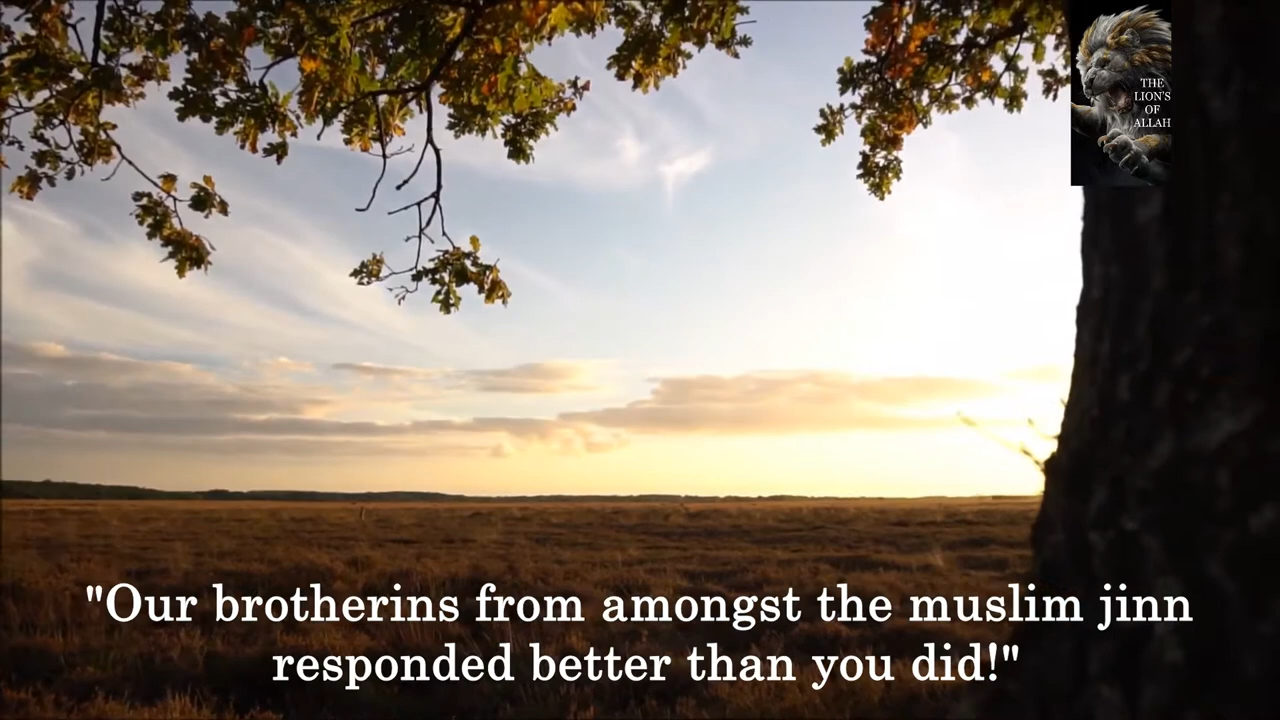 THE
LION'S
OF
ALLAH
"Our brotherins from amongst the muslim jinn
responded better than you did!"